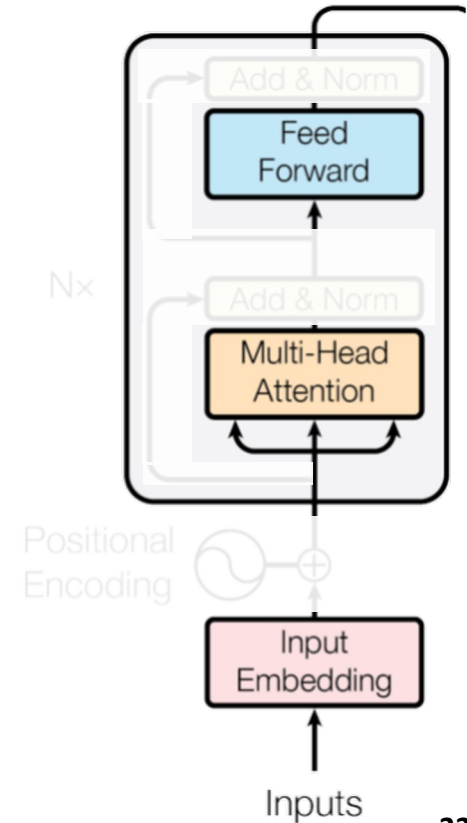 Add & Norm
Feed
Forward
Nx
Add & Norm
Multi-Head
Attention
Positional
Encoding
Input
Embedding
Inputs